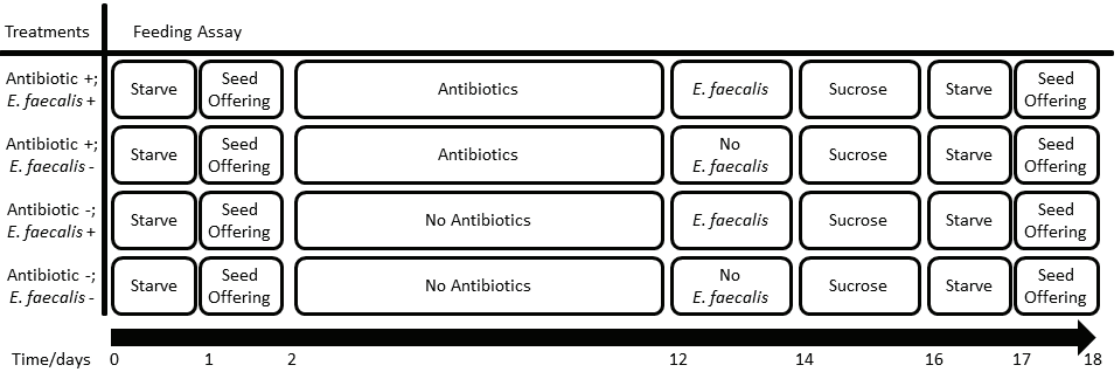 Treatments Feeding Assay
Antibiotic +;
E. faecalis +
Starve
Seed
Offering
Antibiotics
E. faecalis
Sucrose
Starve
Seed
Offering
Antibiotic +;
E. faecalis -
Starve
Seed
Offering
Antibiotics
No
E. faecalis
Sucrose
Starve
Seed
Offering
Antibiotic -;
E. faecalis +
Starve
Seed
Offering
No Antibiotics
E. faecalis
Sucrose
Starve
Seed
Offering
Antibiotic -;
E. faecalis -
Starve
Seed
Offering
No Antibiotics
No
E. faecalis
Sucrose
Starve
Seed
Offering
Time/days 0 1 2 12 14 16 17 18